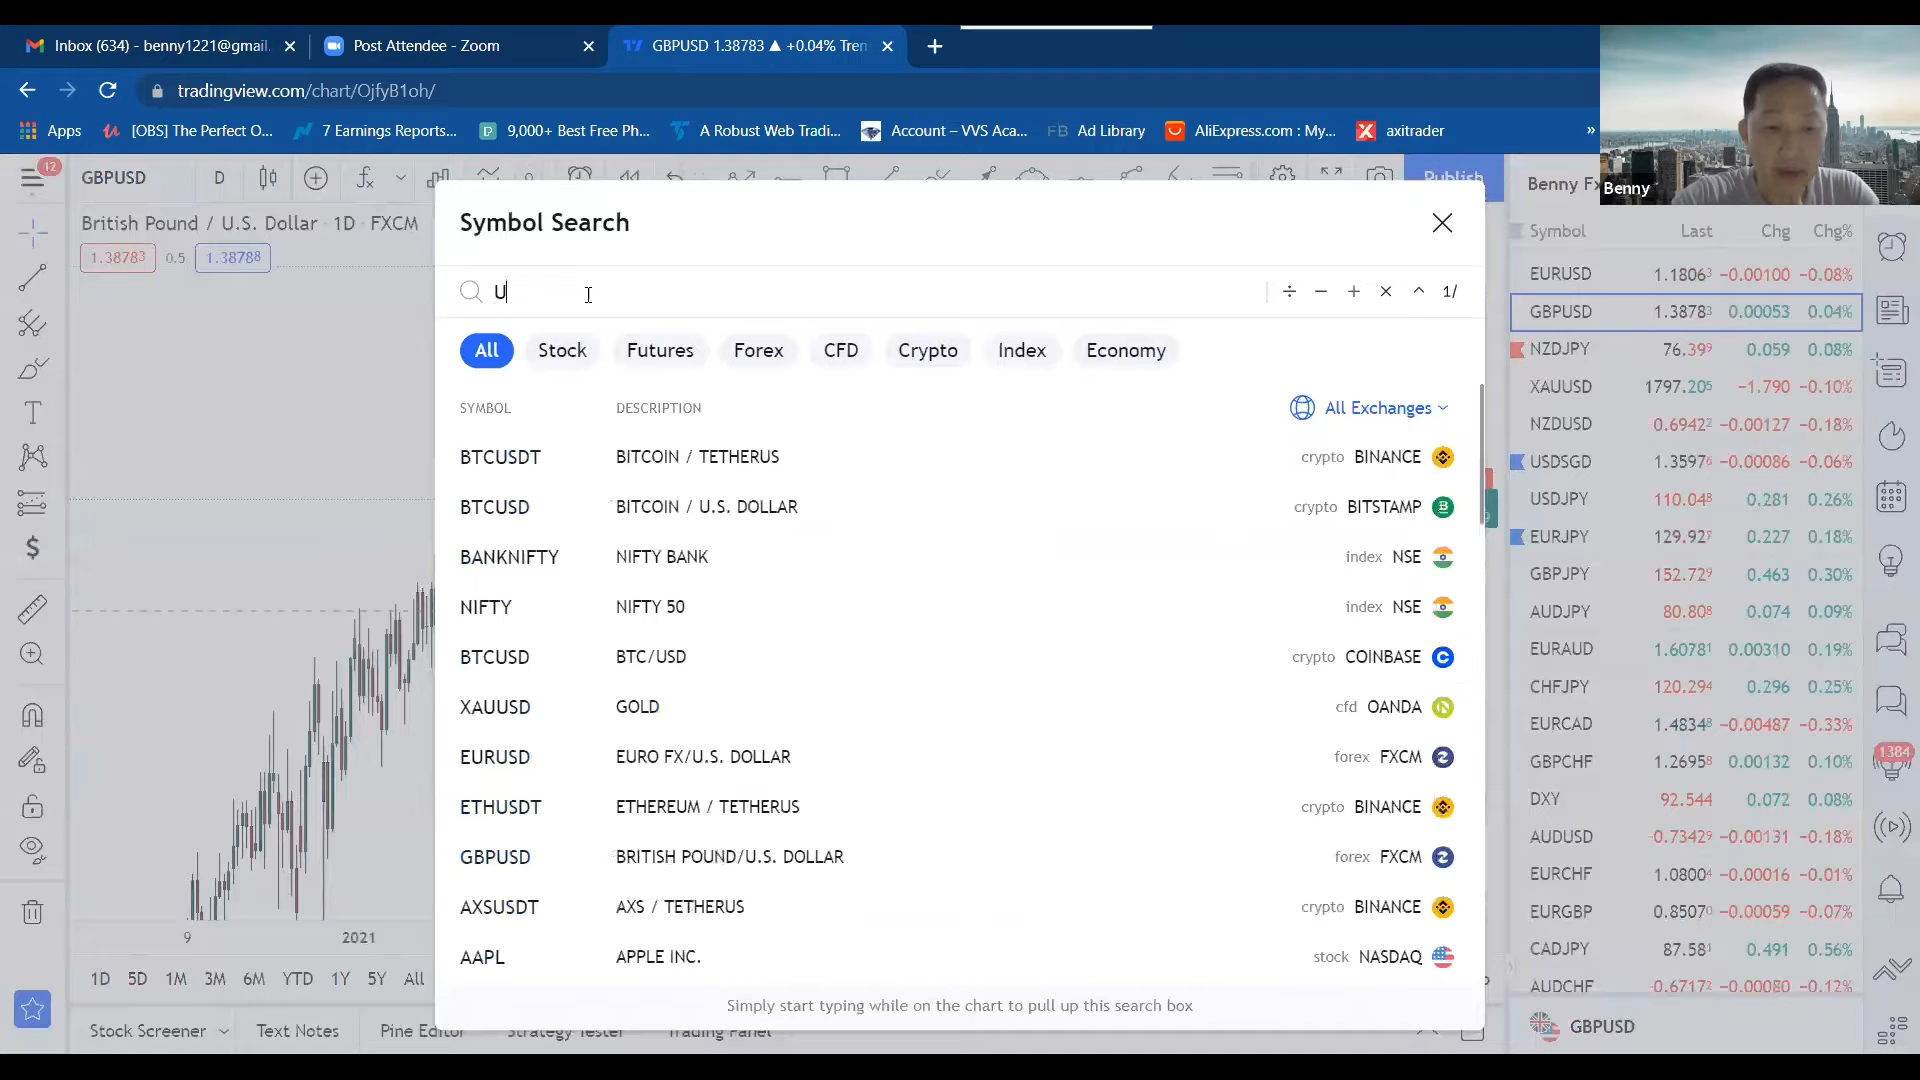 Inbox (634) - benny1221@gmail.
Post Attendee - Zoom
GBPUSD 1.38783 ▲ +0.04% Tren
tradingview.com/chart/OjfyB1oh/
Apps
[OBS] The Perfect O...
7 Earnings Reports...
9,000+ Best Free Ph...
A Robust Web Tradi...
Account – VVS Aca...
FB Ad Library
AliExpress.com : My...
axitrader
»
Benny
12
GBPUSD
D
Publish
Benny Fx
British Pound / U.S. Dollar 1D FXCM
1.38783 0.5 1.38788
Symbol Search
U
÷ − + × ^ 1/
All Stock Futures Forex CFD Crypto Index Economy
SYMBOL DESCRIPTION All Exchanges
BTCUSDT BITCOIN / TETHERUS crypto BINANCE
BTCUSD BITCOIN / U.S. DOLLAR crypto BITSTAMP
BANKNIFTY NIFTY BANK index NSE
NIFTY NIFTY 50 index NSE
BTCUSD BTC/USD crypto COINBASE
XAUUSD GOLD cfd OANDA
EURUSD EURO FX/U.S. DOLLAR forex FXCM
ETHUSDT ETHEREUM / TETHERUS crypto BINANCE
GBPUSD BRITISH POUND/U.S. DOLLAR forex FXCM
AXSUSDT AXS / TETHERUS crypto BINANCE
AAPL APPLE INC. stock NASDAQ
Simply start typing while on the chart to pull up this search box
Symbol Last Chg Chg%
EURUSD 1.18063 −0.00100 −0.08%
GBPUSD 1.38783 0.00053 0.04%
NZDJPY 76.399 0.059 0.08%
XAUUSD 1797.205 −1.790 −0.10%
NZDUSD 0.69422 −0.00127 −0.18%
USDSGD 1.35976 −0.00086 −0.06%
USDJPY 110.048 0.281 0.26%
EURJPY 129.927 0.227 0.18%
GBPJPY 152.729 0.463 0.30%
AUDJPY 80.808 0.074 0.09%
EURAUD 1.60781 0.00310 0.19%
CHFJPY 120.294 0.296 0.25%
EURCAD 1.48348 −0.00487 −0.33%
GBPCHF 1.26958 0.00132 0.10%
DXY 92.544 0.072 0.08%
AUDUSD 0.73429 −0.00131 −0.18%
EURCHF 1.08004 −0.00016 −0.01%
EURGBP 0.85070 −0.00059 −0.07%
CADJPY 87.581 0.491 0.56%
AUDCHF 0.67172 −0.00080 −0.12%
GBPUSD
1384
9 2021
1D 5D 1M 3M 6M YTD 1Y 5Y All
Stock Screener Text Notes Pine Editor Strategy Tester Trading Panel